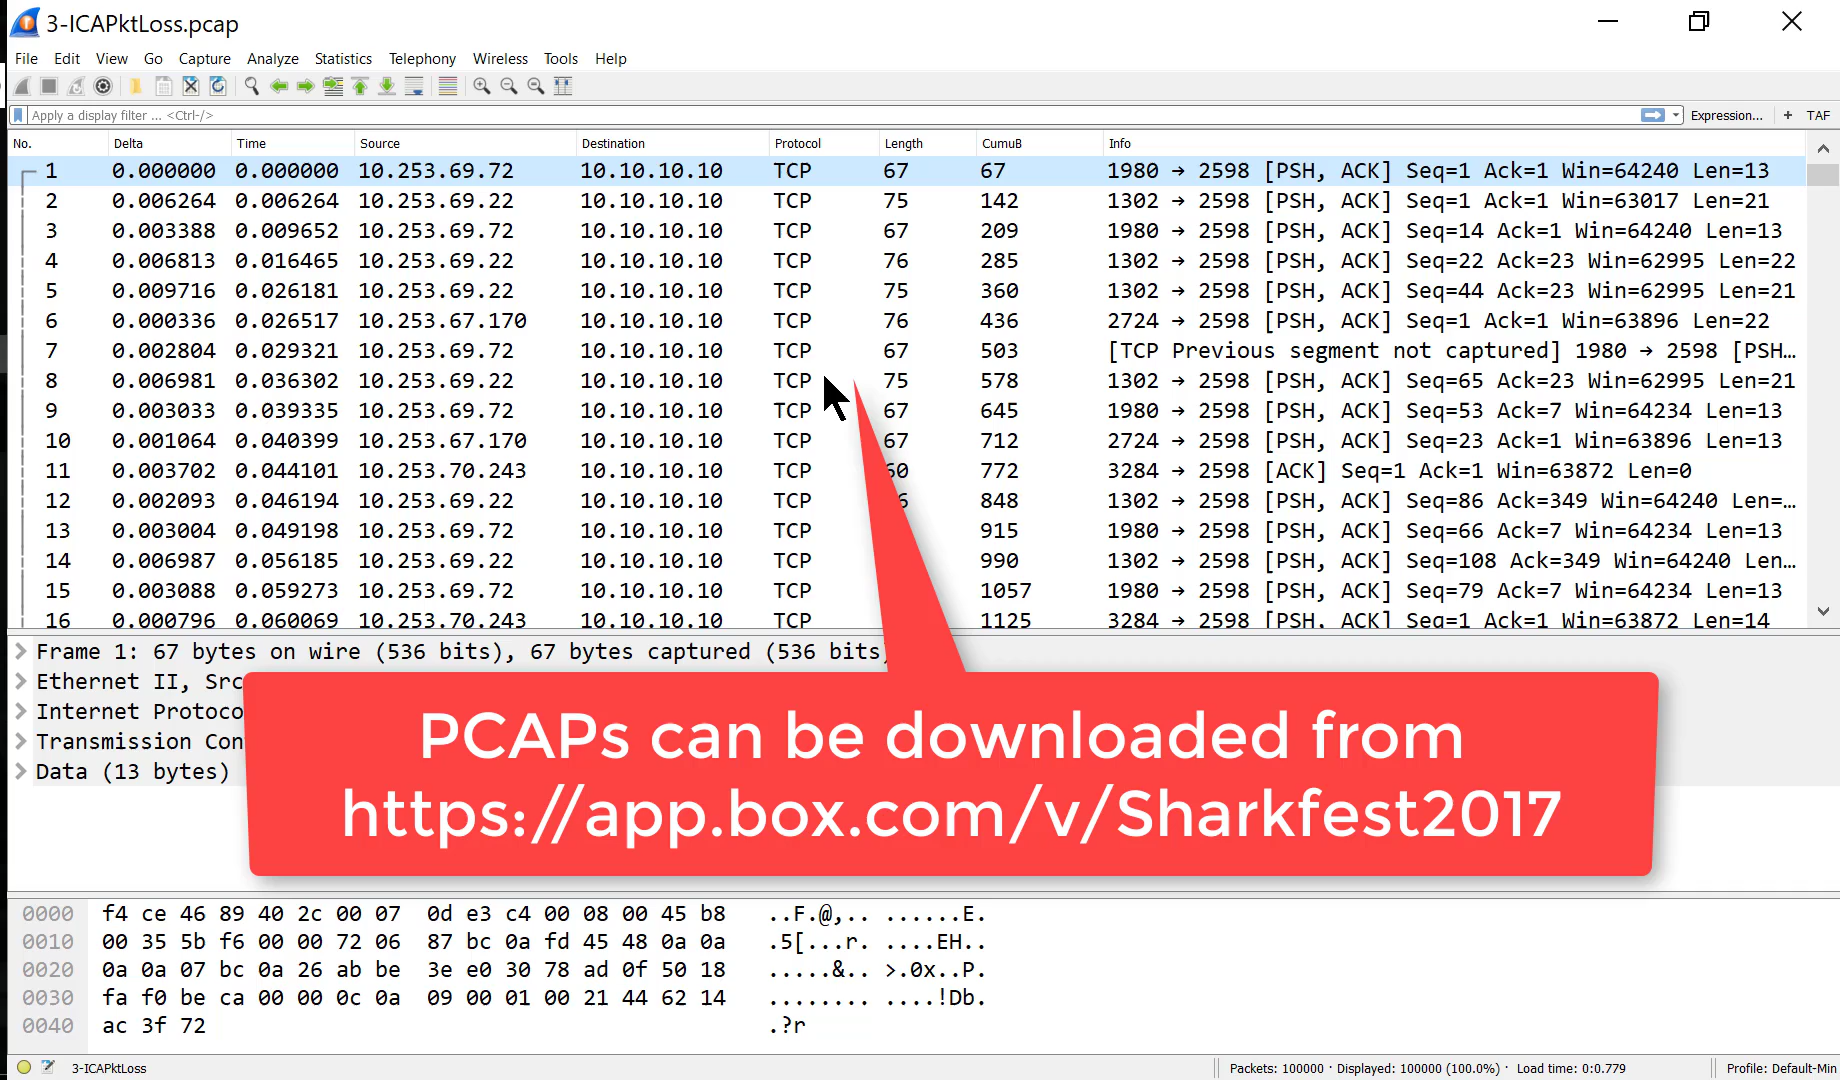 3-ICAPktLoss.pcap
File Edit View Go Capture Analyze Statistics Telephony Wireless Tools Help
Apply a display filter ... <Ctrl-/> Expression... + TAF
No. Delta Time Source Destination Protocol Length CumuB Info
1 0.000000 0.000000 10.253.69.72 10.10.10.10 TCP 67 67 1980 → 2598 [PSH, ACK] Seq=1 Ack=1 Win=64240 Len=13
2 0.006264 0.006264 10.253.69.22 10.10.10.10 TCP 75 142 1302 → 2598 [PSH, ACK] Seq=1 Ack=1 Win=63017 Len=21
3 0.003388 0.009652 10.253.69.72 10.10.10.10 TCP 67 209 1980 → 2598 [PSH, ACK] Seq=14 Ack=1 Win=64240 Len=13
4 0.006813 0.016465 10.253.69.22 10.10.10.10 TCP 76 285 1302 → 2598 [PSH, ACK] Seq=22 Ack=23 Win=62995 Len=22
5 0.009716 0.026181 10.253.69.22 10.10.10.10 TCP 75 360 1302 → 2598 [PSH, ACK] Seq=44 Ack=23 Win=62995 Len=21
6 0.000336 0.026517 10.253.67.170 10.10.10.10 TCP 76 436 2724 → 2598 [PSH, ACK] Seq=1 Ack=1 Win=63896 Len=22
7 0.002804 0.029321 10.253.69.72 10.10.10.10 TCP 67 503 [TCP Previous segment not captured] 1980 → 2598 [PSH…
8 0.006981 0.036302 10.253.69.22 10.10.10.10 TCP 75 578 1302 → 2598 [PSH, ACK] Seq=65 Ack=23 Win=62995 Len=21
9 0.003033 0.039335 10.253.69.72 10.10.10.10 TCP 67 645 1980 → 2598 [PSH, ACK] Seq=53 Ack=7 Win=64234 Len=13
10 0.001064 0.040399 10.253.67.170 10.10.10.10 TCP 67 712 2724 → 2598 [PSH, ACK] Seq=23 Ack=1 Win=63896 Len=13
11 0.003702 0.044101 10.253.70.243 10.10.10.10 TCP 60 772 3284 → 2598 [ACK] Seq=1 Ack=1 Win=63872 Len=0
12 0.002093 0.046194 10.253.69.22 10.10.10.10 TCP 848 1302 → 2598 [PSH, ACK] Seq=86 Ack=349 Win=64240 Len=…
13 0.003004 0.049198 10.253.69.72 10.10.10.10 TCP 915 1980 → 2598 [PSH, ACK] Seq=66 Ack=7 Win=64234 Len=13
14 0.006987 0.056185 10.253.69.22 10.10.10.10 TCP 990 1302 → 2598 [PSH, ACK] Seq=108 Ack=349 Win=64240 Len…
15 0.003088 0.059273 10.253.69.72 10.10.10.10 TCP 1057 1980 → 2598 [PSH, ACK] Seq=79 Ack=7 Win=64234 Len=13
16 0.000796 0.060069 10.253.70.243 10.10.10.10 TCP 1125 3284 → 2598 [PSH, ACK] Seq=1 Ack=1 Win=63872 Len=14
Frame 1: 67 bytes on wire (536 bits), 67 bytes captured (536 bits)
Ethernet II, Src
Internet Protoco
Transmission Con
Data (13 bytes)
PCAPs can be downloaded from
https://app.box.com/v/Sharkfest2017
0000 f4 ce 46 89 40 2c 00 07 0d e3 c4 00 08 00 45 b8 ..F.@,.. ......E.
0010 00 35 5b f6 00 00 72 06 87 bc 0a fd 45 48 0a 0a .5[...r. ....EH..
0020 0a 0a 07 bc 0a 26 ab be 3e e0 30 78 ad 0f 50 18 .....&.. >.0x..P.
0030 fa f0 be ca 00 00 0c 0a 09 00 01 00 21 44 62 14 ........ ....!Db.
0040 ac 3f 72 .?r
3-ICAPktLoss Packets: 100000 · Displayed: 100000 (100.0%) · Load time: 0:0.779 Profile: Default-Min